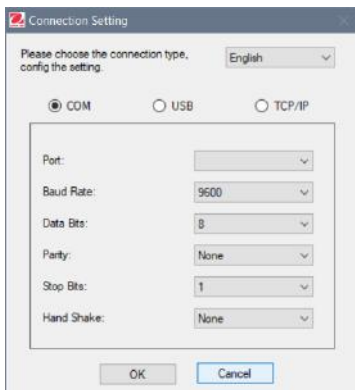 Connection Setting
Please choose the connection type,
config the setting.
English
COM
USB
TCP/IP
Port:
Baud Rate: 9600
Data Bits: 8
Parity: None
Stop Bits: 1
Hand Shake: None
OK
Cancel